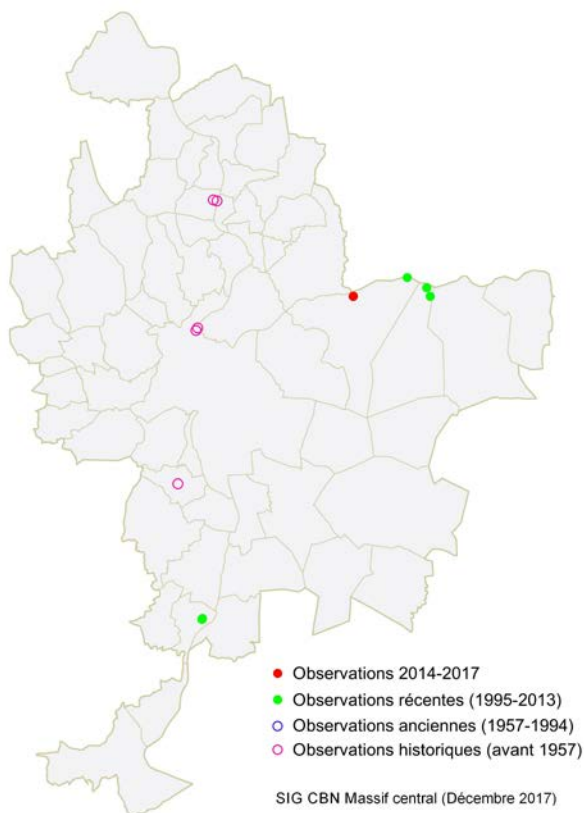 Observations 2014-2017
Observations récentes (1995-2013)
Observations anciennes (1957-1994)
Observations historiques (avant 1957)
SIG CBN Massif central (Décembre 2017)